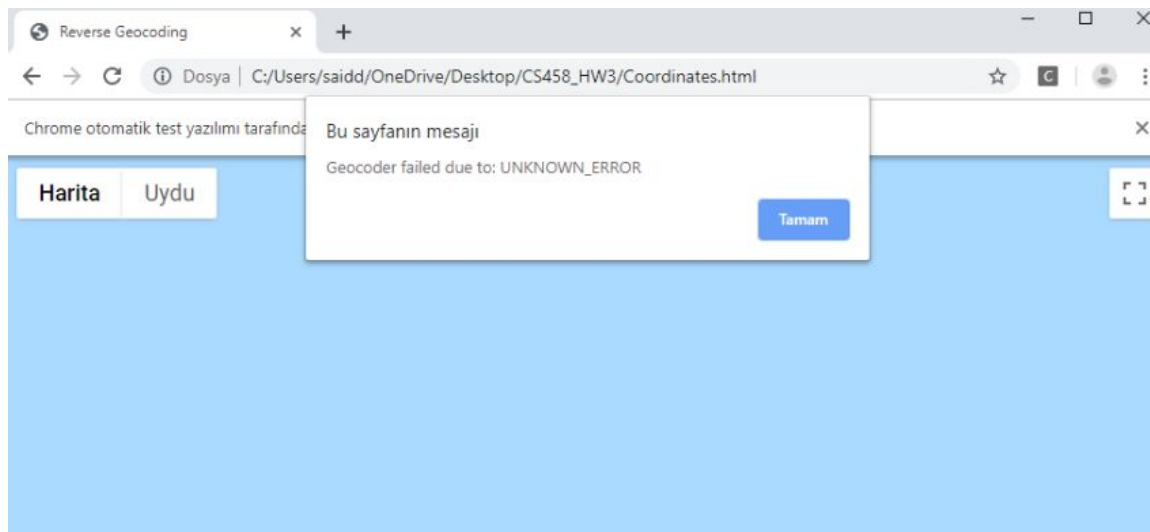 Reverse Geocoding
Dosya | C:/Users/saidd/OneDrive/Desktop/CS458_HW3/Coordinates.html
C
Chrome otomatik test yazılımı tarafında
Bu sayfanın mesajı
Geocoder failed due to: UNKNOWN_ERROR
Tamam
Harita Uydu